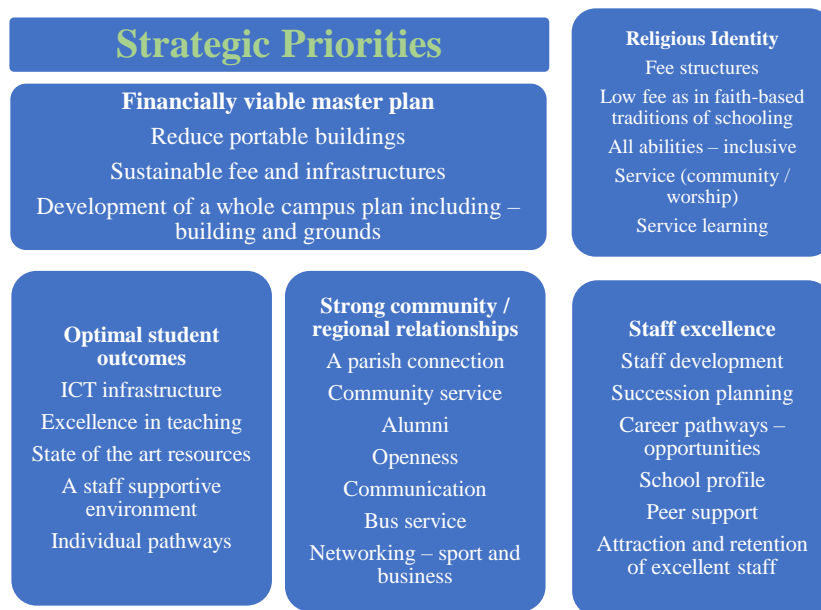 Strategic Priorities
Financially viable master plan
Reduce portable buildings
Sustainable fee and infrastructures
Development of a whole campus plan including –
building and grounds
Religious Identity
Fee structures
Low fee as in faith-based
traditions of schooling
All abilities – inclusive
Service (community /
worship)
Service learning
Optimal student
outcomes
ICT infrastructure
Excellence in teaching
State of the art resources
A staff supportive
environment
Individual pathways
Strong community /
regional relationships
A parish connection
Community service
Alumni
Openness
Communication
Bus service
Networking – sport and
business
Staff excellence
Staff development
Succession planning
Career pathways –
opportunities
School profile
Peer support
Attraction and retention
of excellent staff